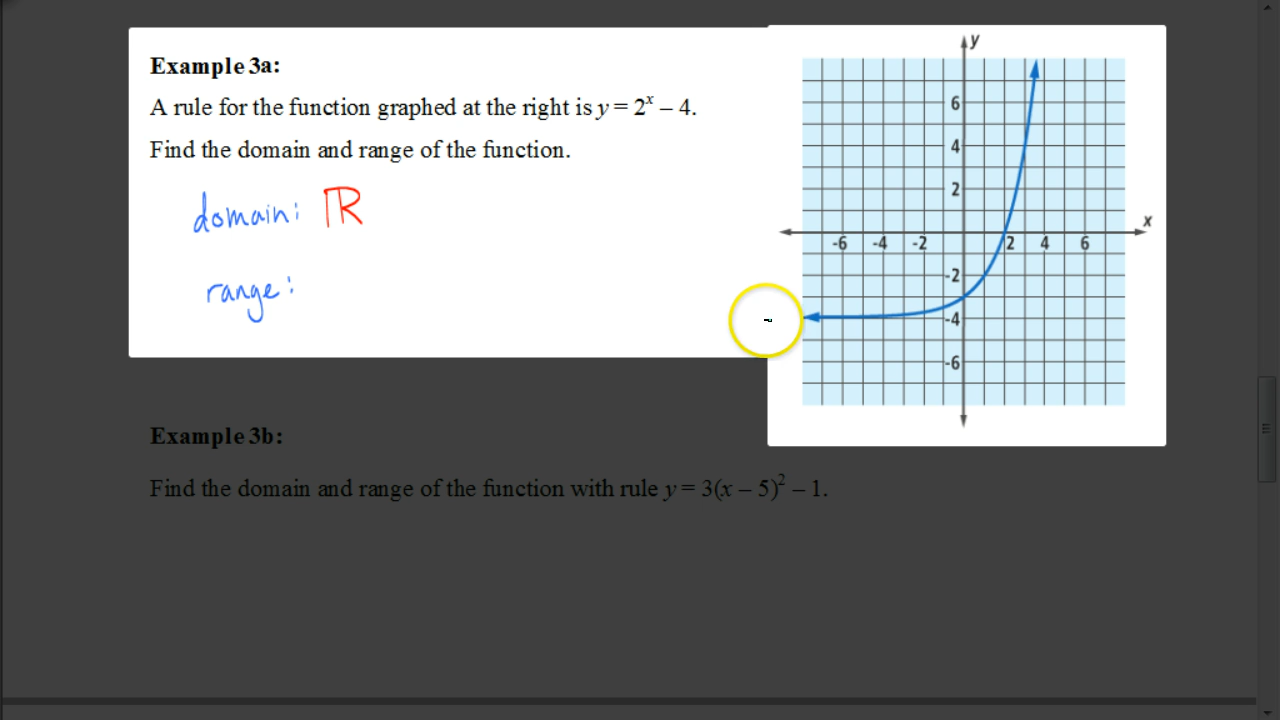 Example 3a:
A rule for the function graphed at the right is y = 2ˣ – 4.
Find the domain and range of the function.
domain: ℝ
range:
y
6
4
2
x
-6 -4 -2 2 4 6
-2
-4
-6
Example 3b:
Find the domain and range of the function with rule y = 3(x – 5)² – 1.